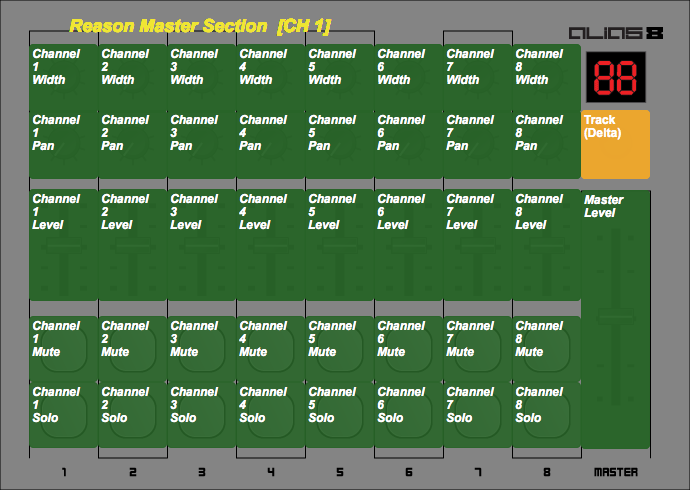 Reason Master Section [CH 1]
ALIAS 8
Channel 1 Width
Channel 2 Width
Channel 3 Width
Channel 4 Width
Channel 5 Width
Channel 6 Width
Channel 7 Width
Channel 8 Width
88
Channel 1 Pan
Channel 2 Pan
Channel 3 Pan
Channel 4 Pan
Channel 5 Pan
Channel 6 Pan
Channel 7 Pan
Channel 8 Pan
Track
(Delta)
Channel 1 Level
Channel 2 Level
Channel 3 Level
Channel 4 Level
Channel 5 Level
Channel 6 Level
Channel 7 Level
Channel 8 Level
Master
Level
Channel 1 Mute
Channel 2 Mute
Channel 3 Mute
Channel 4 Mute
Channel 5 Mute
Channel 6 Mute
Channel 7 Mute
Channel 8 Mute
Channel 1 Solo
Channel 2 Solo
Channel 3 Solo
Channel 4 Solo
Channel 5 Solo
Channel 6 Solo
Channel 7 Solo
Channel 8 Solo
1 2 3 4 5 6 7 8 MASTER